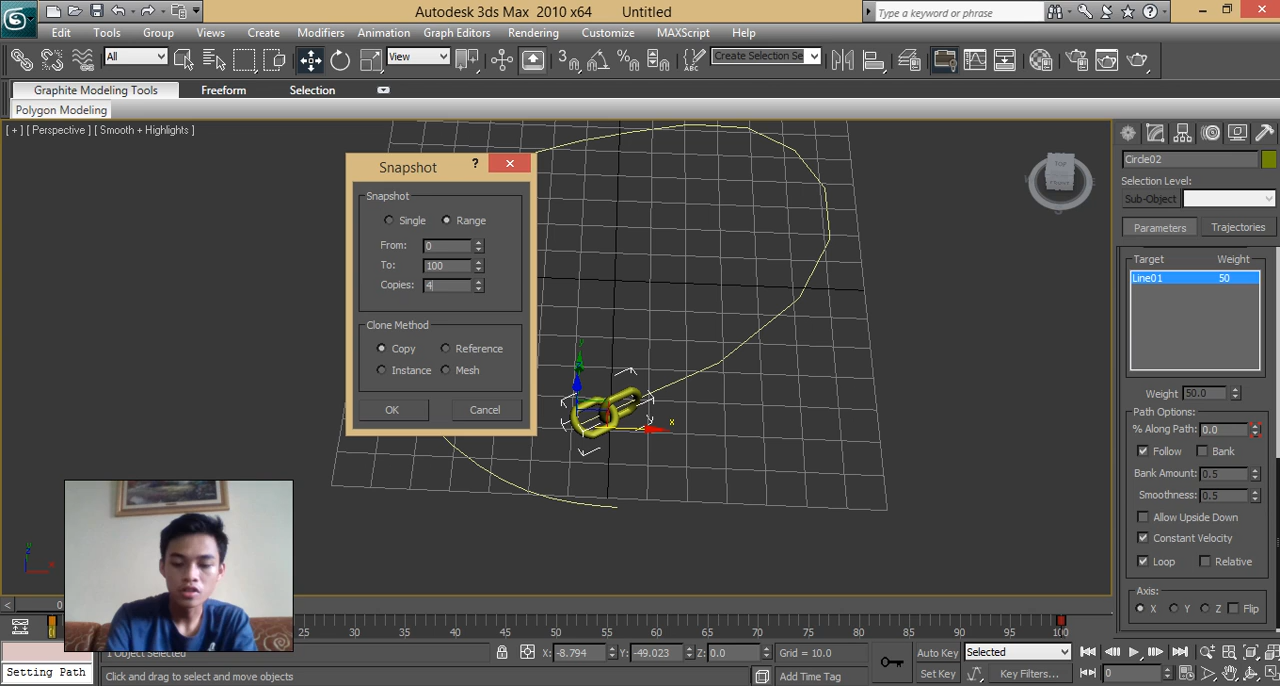 Autodesk 3ds Max 2010 x64 Untitled
Type a keyword or phrase
Edit Tools Group Views Create Modifiers Animation Graph Editors Rendering Customize MAXScript Help
All View Create Selection Se
Graphite Modeling Tools Freeform Selection
Polygon Modeling
[ + ] [ Perspective ] [ Smooth + Highlights ]
Snapshot
Snapshot
Single Range
From: 0
To: 100
Copies: 4
Clone Method
Copy Reference
Instance Mesh
OK Cancel
x
Circle02
Selection Level:
Sub-Object
Parameters Trajectories
Target Weight
Line01 50
Weight 50.0
Path Options:
% Along Path: 0.0
Follow Bank
Bank Amount: 0.5
Smoothness: 0.5
Allow Upside Down
Constant Velocity
Loop Relative
Axis:
X Y Z Flip
25 30 35 40 45 50 55 60 65 70 75 80 85 90 95 100
1 Object Selected X: -8.794 Y: -49.023 Z: 0.0 Grid = 10.0 Auto Key Selected
Setting Path Click and drag to select and move objects Add Time Tag Set Key Key Filters... 0